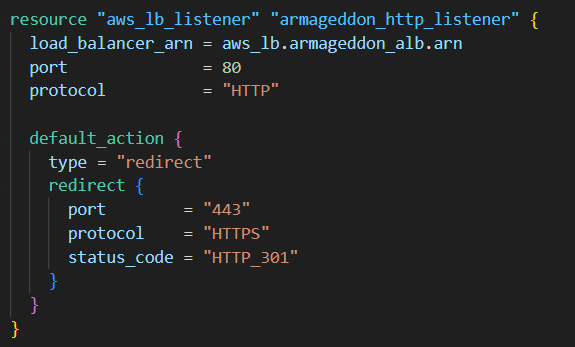 resource "aws_lb_listener" "armageddon_http_listener" {
  load_balancer_arn = aws_lb.armageddon_alb.arn
  port              = 80
  protocol          = "HTTP"

  default_action {
    type = "redirect"
    redirect {
      port        = "443"
      protocol    = "HTTPS"
      status_code = "HTTP_301"
    }
  }
}